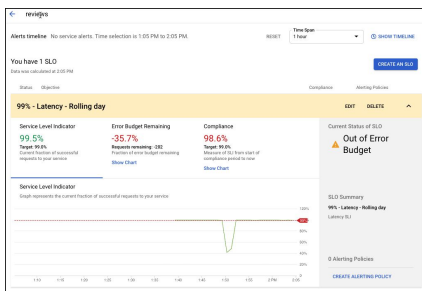 reviews
Alerts timeline No service alerts. Time selection is 1:05 PM to 2:05 PM.
RESET
Time Span
1 hour
SHOW TIMELINE
You have 1 SLO
Data was calculated at 2:05 PM
CREATE AN SLO
Status Objective Compliance Alerting Policies
99% - Latency - Rolling day
EDIT DELETE
Service Level Indicator
99.5%
Target: 99.0%
Current fraction of successful
requests to your service
Error Budget Remaining
-35.7%
Requests remaining: -202
Fraction of error budget remaining
Show Chart
Compliance
98.6%
Target: 99.0%
Measure of SLI from start of
compliance period to now
Show Chart
Current Status of SLO
Out of Error
Budget
Service Level Indicator
Graph represents the current fraction of successful requests to your service
100%
80%
60%
40%
20%
0
1:10 1:15 1:20 1:25 1:30 1:35 1:40 1:45 1:50 1:55 2 PM 2:05
SLO Summary
99% - Latency - Rolling day
Latency SLI
0 Alerting Policies
CREATE ALERTING POLICY